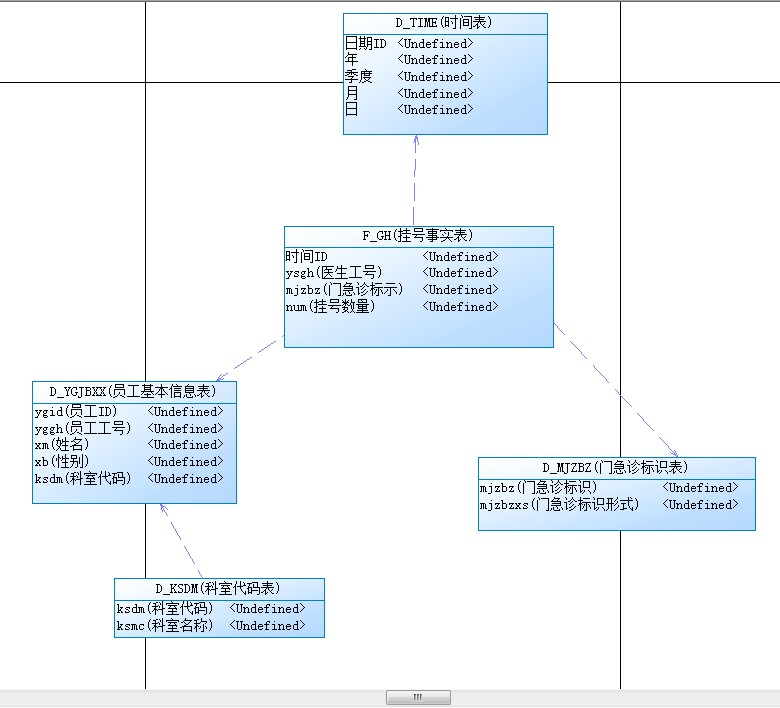 D_TIME(时间表)
日期ID <Undefined>
年 <Undefined>
季度 <Undefined>
月 <Undefined>
日 <Undefined>
F_GH(挂号事实表)
时间ID <Undefined>
ysgh(医生工号) <Undefined>
mjzbz(门急诊标示) <Undefined>
num(挂号数量) <Undefined>
D_YGJBXX(员工基本信息表)
ygid(员工ID) <Undefined>
yggh(员工工号) <Undefined>
xm(姓名) <Undefined>
xb(性别) <Undefined>
ksdm(科室代码) <Undefined>
D_MJZBZ(门急诊标识表)
mjzbz(门急诊标识) <Undefined>
mjzbzxs(门急诊标识形式) <Undefined>
D_KSDM(科室代码表)
ksdm(科室代码) <Undefined>
ksmc(科室名称) <Undefined>